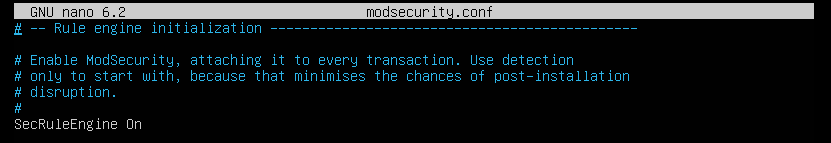 GNU nano 6.2 modsecurity.conf
# -- Rule engine initialization ----------------------------------------------
# Enable ModSecurity, attaching it to every transaction. Use detection
# only to start with, because that minimises the chances of post-installation
# disruption.
#
SecRuleEngine On